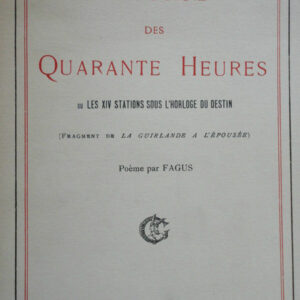 DES
QUARANTE HEURES
OU LES XIV STATIONS SOUS L'HORLOGE DU DESTIN
(FRAGMENT DE LA GUIRLANDE A L'ÉPOUSÉE)
Poème par FAGUS